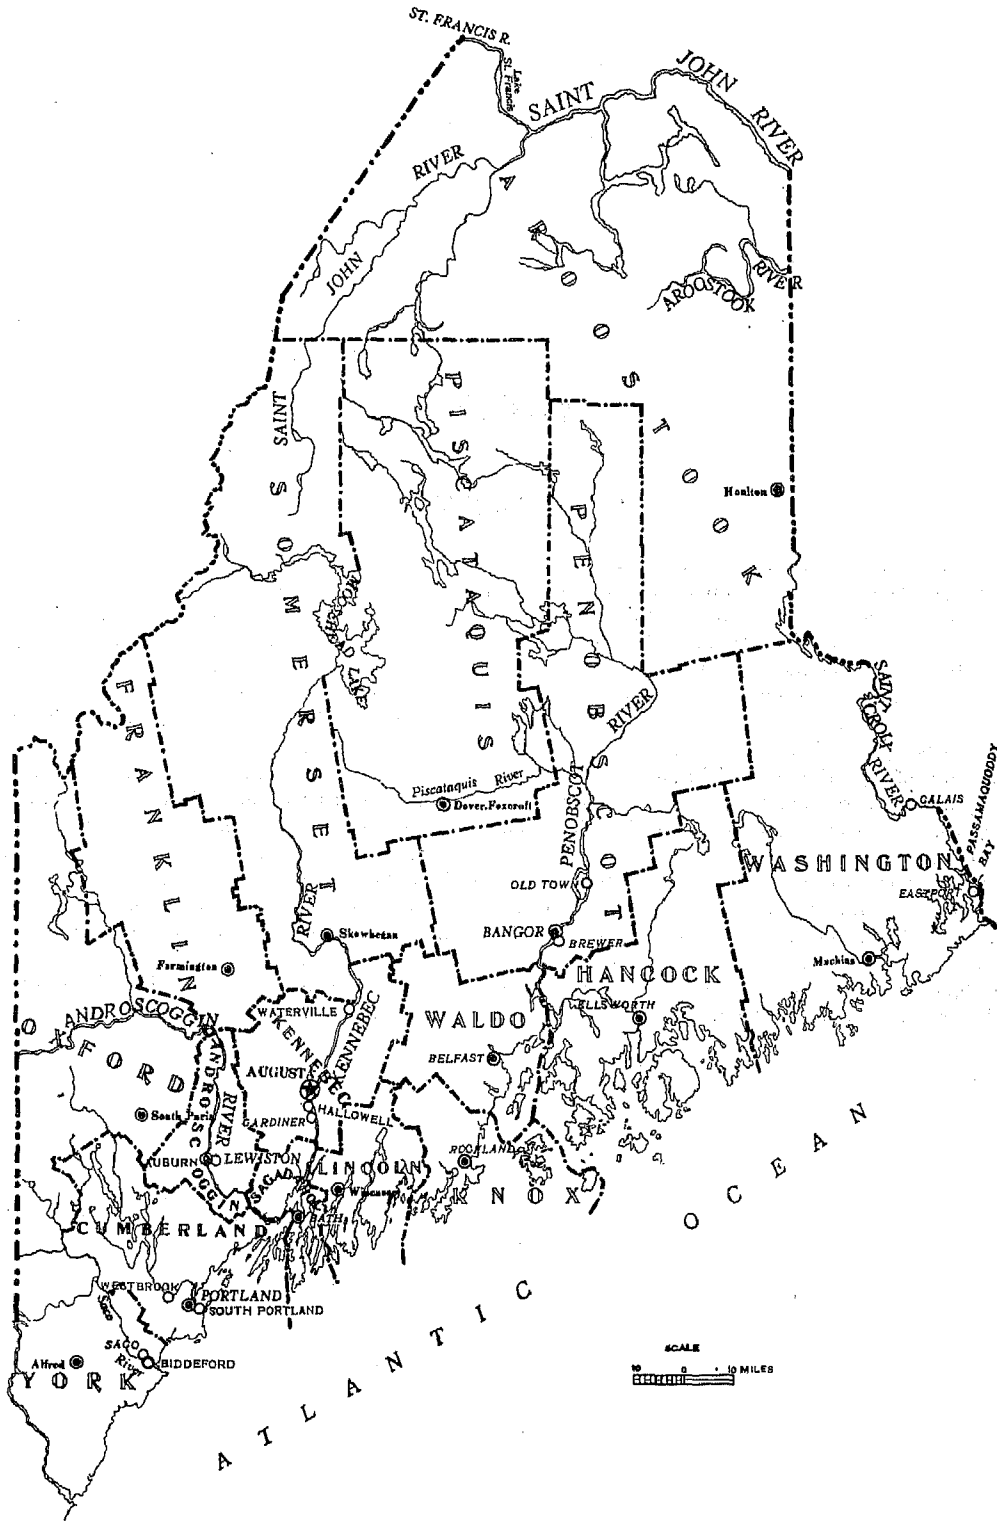 ST. FRANCIS R.
Lake
St. Francis
SAINT JOHN RIVER
SAINT JOHN RIVER
AROOSTOOK
AROOSTOOK RIVER
PISCATAQUIS
SOMERSET
PENOBSCOT
Houlton
FRANKLIN
LAKE
RIVER
Piscataquis River
Dover-Foxcroft
PENOBSCOT RIVER
SAINT CROIX RIVER
CALAIS
PASSAMAQUODDY BAY
WASHINGTON
EASTPORT
OLD TOWN
BANGOR
BREWER
Skowhegan
Farmington
Machias
HANCOCK
ELLSWORTH
ANDROSCOGGIN
OXFORD
WATERVILLE
KENNEBEC
KENNEBEC
WALDO
BELFAST
AUGUSTA
ANDROSCOGGIN
RIVER
South Paris
HALLOWELL
GARDINER
AUBURN
LEWISTON
ROCKLAND
LINCOLN
SAGADAHOC
Wiscasset
KNOX
BATH
CUMBERLAND
WESTBROOK
PORTLAND
SOUTH PORTLAND
Saco River
SACO
BIDDEFORD
Alfred
YORK
ATLANTIC OCEAN
SCALE
10 0 10 MILES